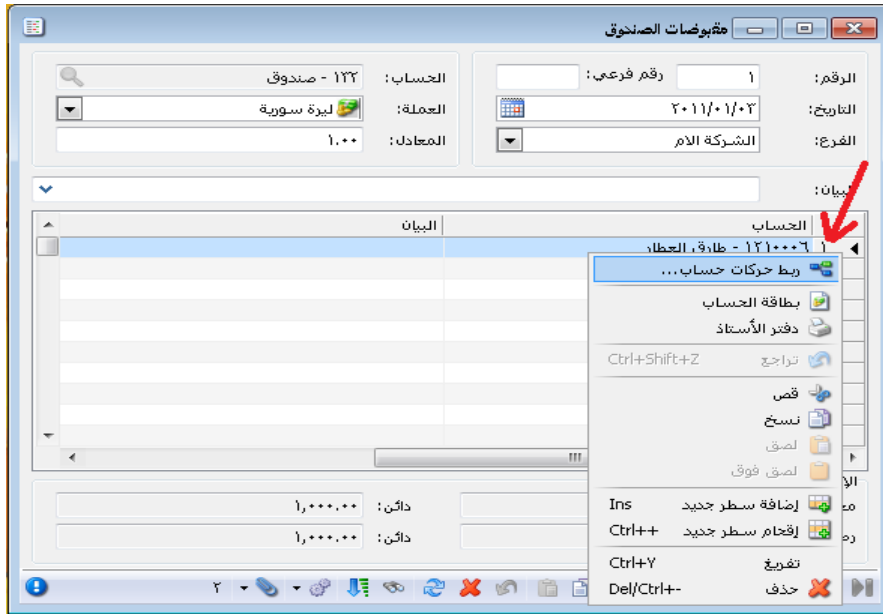 مقبوضات الصندوق
الرقم: ١ رقم فرعي:
التاريخ: ٢٠١١/٠١/٠٣
الفرع: الشركة الام
الحساب: ١٢٢ - صندوق
العملة: ليرة سورية
المعادل: ١.٠٠
البيان:
الحساب البيان
١ ١٢١٠٠٠٦ - طارق العطار
ربط حركات حساب...
بطاقة الحساب
دفتر الأستاذ
تراجع Ctrl+Shift+Z
قص
نسخ
لصق
لصق فوق
إضافة سطر جديد Ins
إقحام سطر جديد Ctrl++
تفريغ Ctrl+Y
حذف Del/Ctrl+-
دائن: ١,٠٠٠.٠٠
دائن: ١,٠٠٠.٠٠
٢